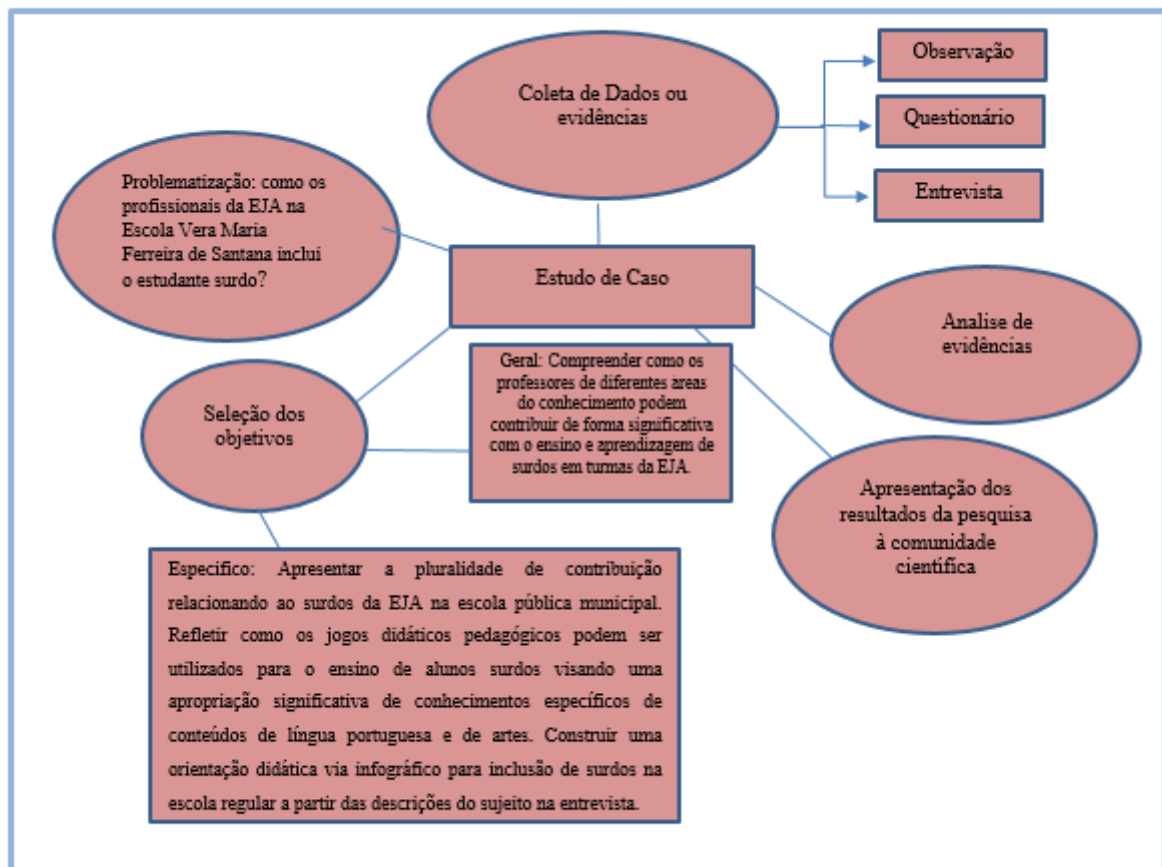 Coleta de Dados ou
evidências
Observação
Questionário
Entrevista
Problematização: como os
profissionais da EJA na
Escola Vera Maria
Ferreira de Santana inclui
o estudante surdo?
Estudo de Caso
Analise de
evidências
Seleção dos
objetivos
Geral: Compreender como os
professores de diferentes àreas
do conhecimento podem
contribuir de forma significativa
com o ensino e aprendizagem de
surdos em turmas da EJA.
Apresentação dos
resultados da pesquisa
à comunidade
científica
Especifico: Apresentar a pluralidade de contribuição
relacionando ao surdos da EJA na escola pública municipal.
Refletir como os jogos didáticos pedagógicos podem ser
utilizados para o ensino de alunos surdos visando uma
apropriação significativa de conhecimentos específicos de
conteúdos de língua portuguesa e de artes. Construir uma
orientação didática via infográfico para inclusão de surdos na
escola regular a partir das descrições do sujeito na entrevista.